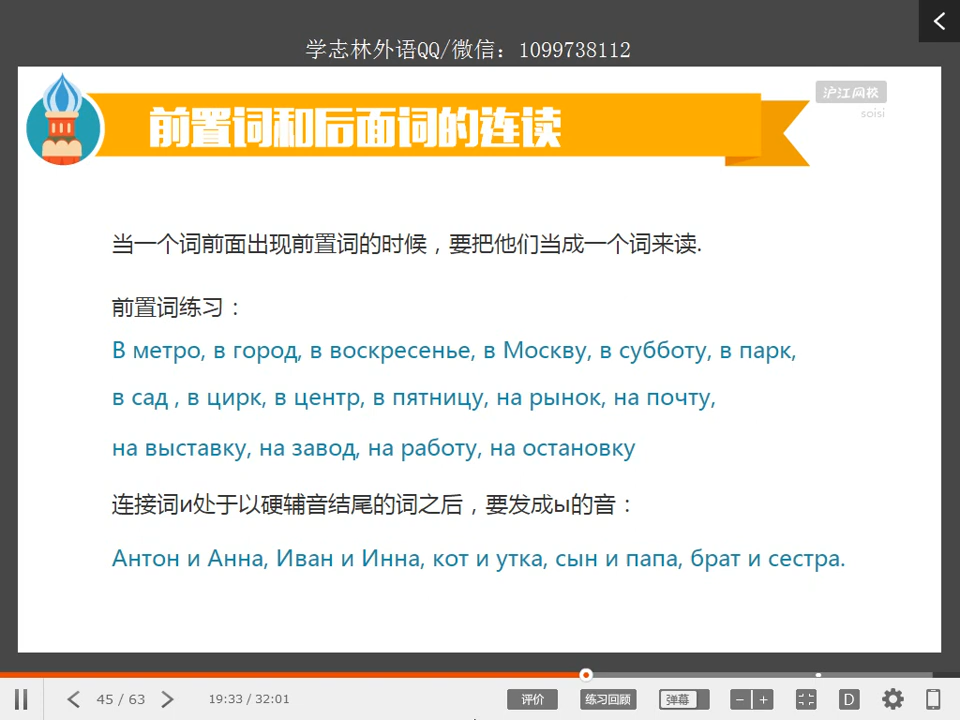 学志林外语QQ/微信：1099738112
沪江网校
soisi
前置词和后面词的连读
当一个词前面出现前置词的时候，要把他们当成一个词来读.
前置词练习：
В метро, в город, в воскресенье, в Москву, в субботу, в парк,
в сад , в цирк, в центр, в пятницу, на рынок, на почту,
на выставку, на завод, на работу, на остановку
连接词и处于以硬辅音结尾的词之后，要发成ы的音：
Антон и Анна, Иван и Инна, кот и утка, сын и папа, брат и сестра.
45 / 63
19:33 / 32:01
评价
练习回顾
弹幕
D